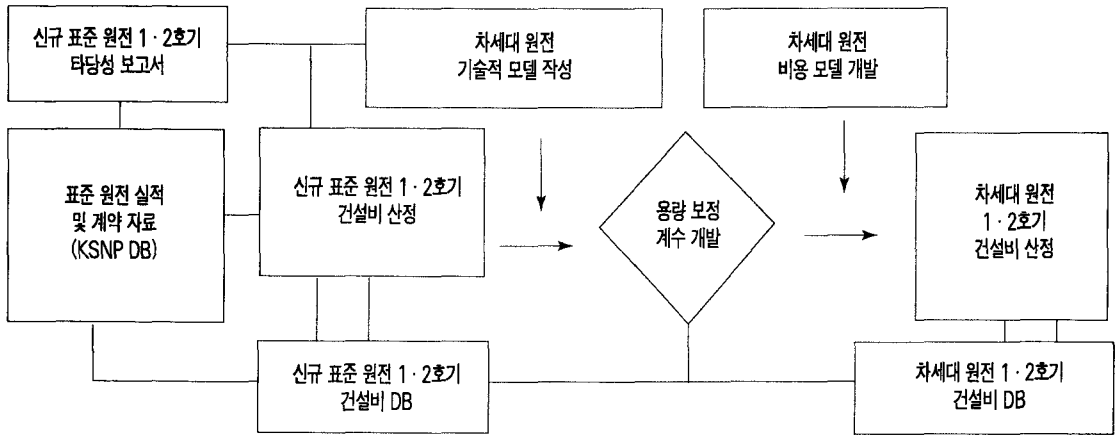 신규 표준 원전 1 · 2호기
타당성 보고서
차세대 원전
기술적 모델 작성
차세대 원전
비용 모델 개발
표준 원전 실적
및 계약 자료
(KSNP DB)
신규 표준 원전 1 · 2호기
건설비 산정
용량 보정
계수 개발
차세대 원전
1 · 2호기
건설비 산정
신규 표준 원전 1 · 2호기
건설비 DB
차세대 원전 1 · 2호기
건설비 DB